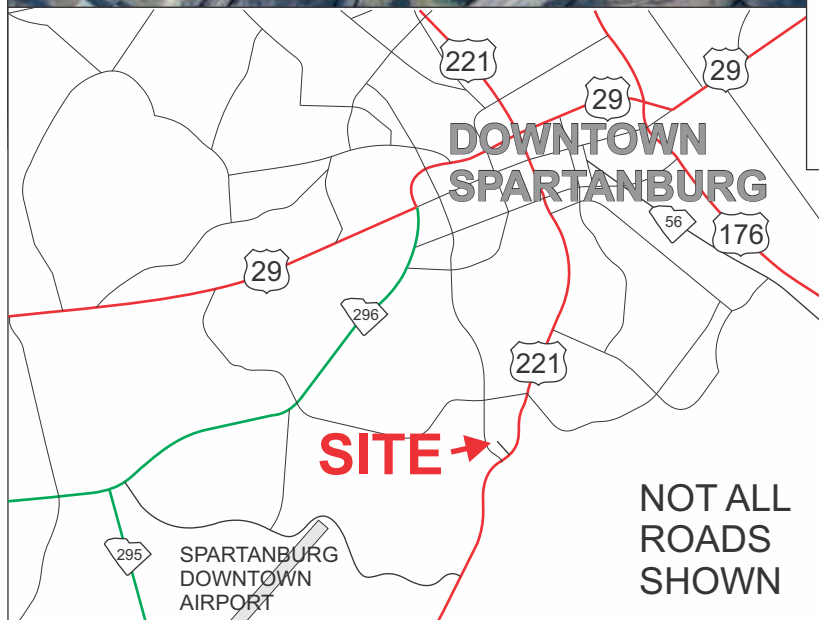 221
29
29
DOWNTOWN
SPARTANBURG
56
176
29
296
221
SITE
NOT ALL
ROADS
SHOWN
295
SPARTANBURG
DOWNTOWN
AIRPORT